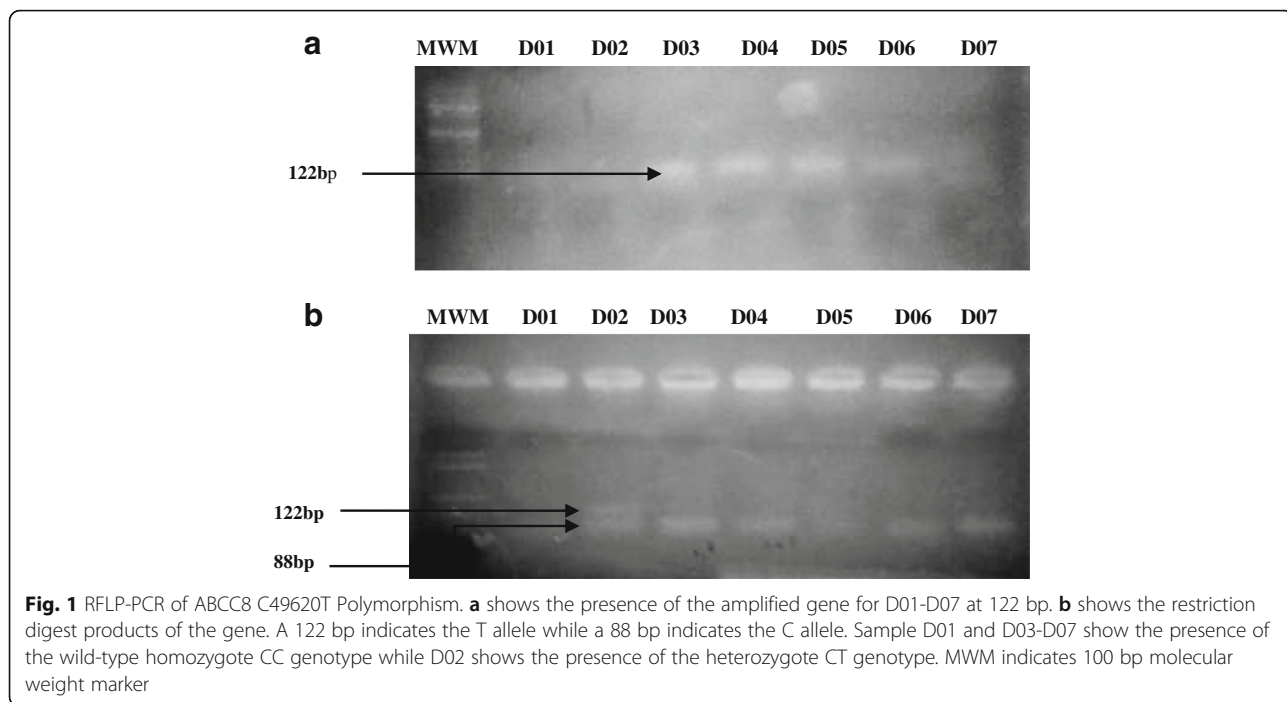 a
MWM D01 D02 D03 D04 D05 D06 D07
122bp
b
MWM D01 D02 D03 D04 D05 D06 D07
122bp
88bp
Fig. 1 RFLP-PCR of ABCC8 C49620T Polymorphism. a shows the presence of the amplified gene for D01-D07 at 122 bp. b shows the restriction
digest products of the gene. A 122 bp indicates the T allele while a 88 bp indicates the C allele. Sample D01 and D03-D07 show the presence of
the wild-type homozygote CC genotype while D02 shows the presence of the heterozygote CT genotype. MWM indicates 100 bp molecular
weight marker